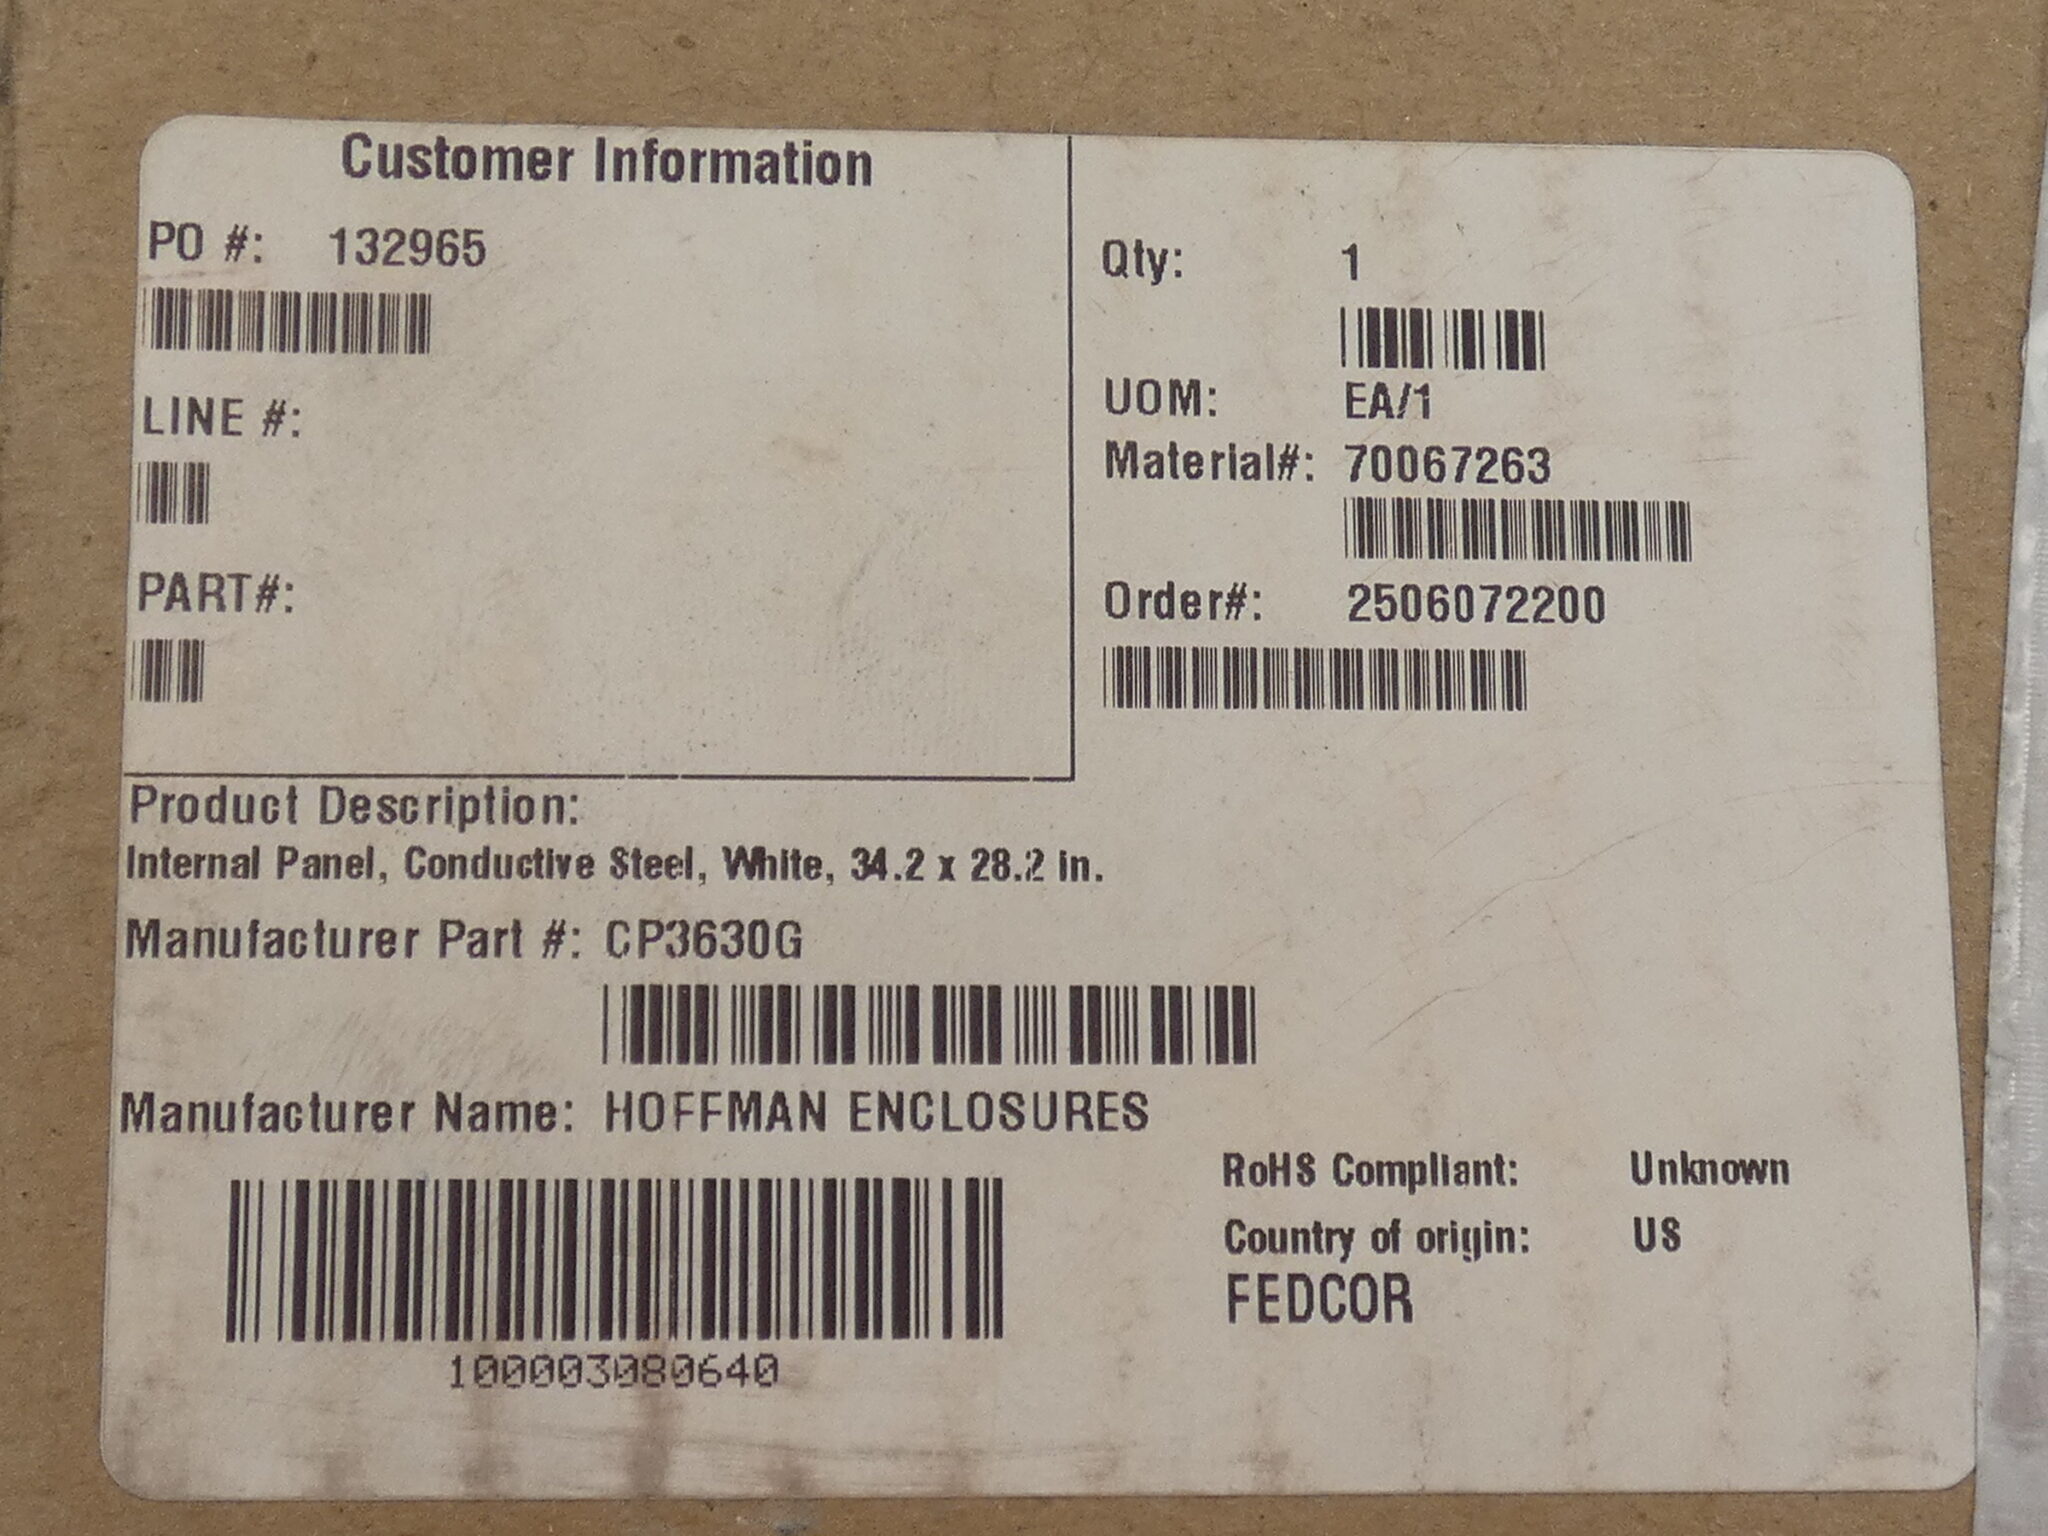 Customer Information
PO #: 132965
LINE #:
PART#:
Qty: 1
UOM: EA/1
Material#: 70067263
Order#: 2506072200
Product Description:
Internal Panel, Conductive Steel, White, 34.2 x 28.2 in.
Manufacturer Part #: CP3630G
Manufacturer Name: HOFFMAN ENCLOSURES
100003080640
RoHS Compliant: Unknown
Country of origin: US
FEDCOR